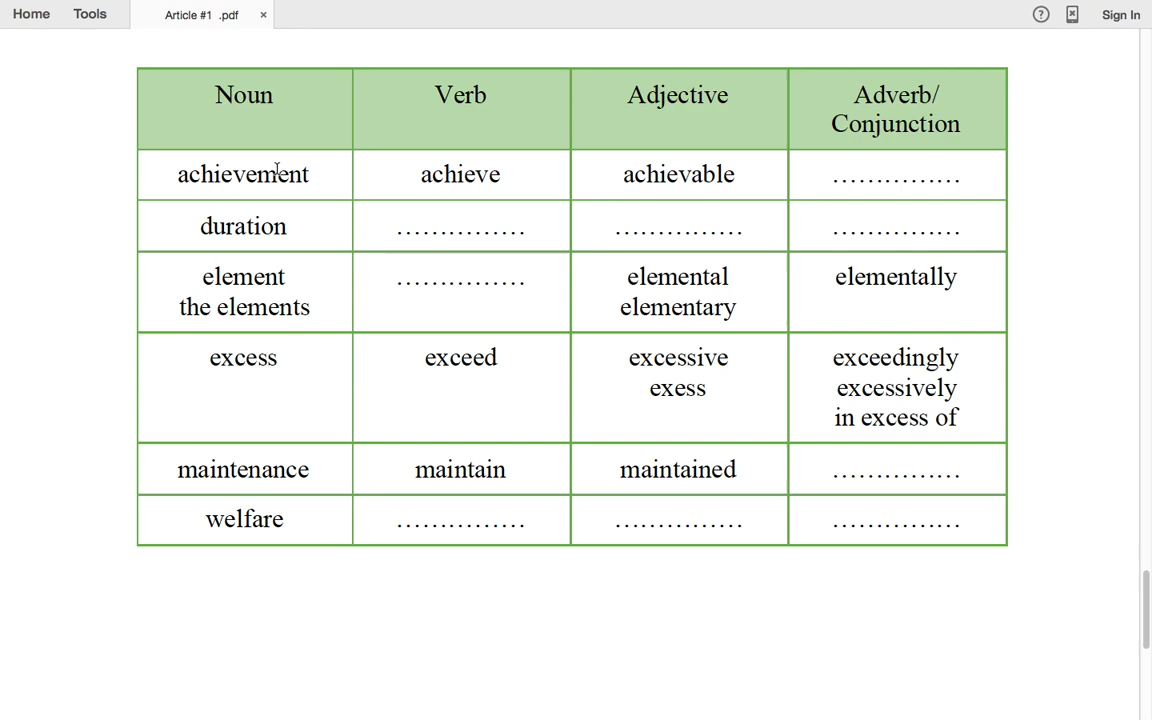 Home Tools Article #1 .pdf × ? Sign In
Noun Verb Adjective Adverb/
Conjunction
achievement achieve achievable ……………
duration …………… …………… ……………
element …………… elemental elementally
the elements elementary
excess exceed excessive exceedingly
exess excessively
in excess of
maintenance maintain maintained ……………
welfare …………… …………… ……………